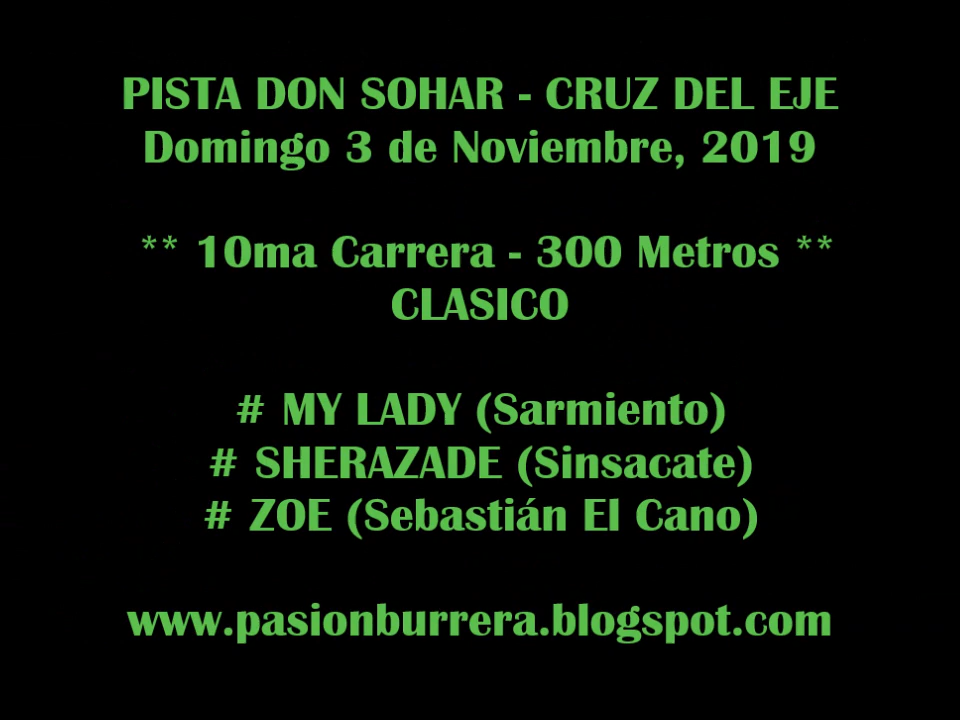 PISTA DON SOHAR - CRUZ DEL EJE
Domingo 3 de Noviembre, 2019
** 10ma Carrera - 300 Metros **
CLASICO
# MY LADY (Sarmiento)
# SHERAZADE (Sinsacate)
# ZOE (Sebastián El Cano)
www.pasionburrera.blogspot.com